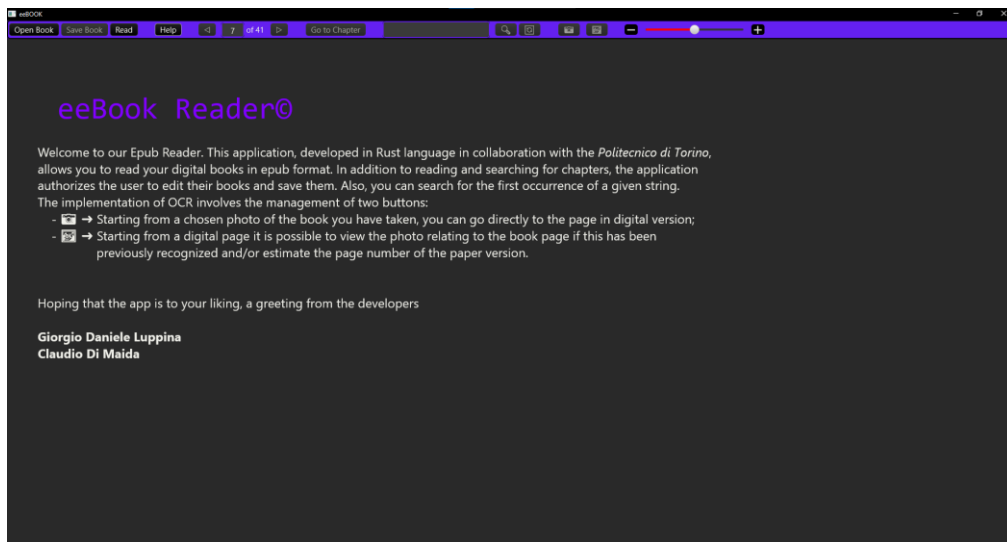 eeBOOK
Open Book Save Book Read Help 7 of 41 Go to Chapter
eeBook Reader©
Welcome to our Epub Reader. This application, developed in Rust language in collaboration with the Politecnico di Torino,
allows you to read your digital books in epub format. In addition to reading and searching for chapters, the application
authorizes the user to edit their books and save them. Also, you can search for the first occurrence of a given string.
The implementation of OCR involves the management of two buttons:
- → Starting from a chosen photo of the book you have taken, you can go directly to the page in digital version;
- → Starting from a digital page it is possible to view the photo relating to the book page if this has been
previously recognized and/or estimate the page number of the paper version.
Hoping that the app is to your liking, a greeting from the developers
Giorgio Daniele Luppina
Claudio Di Maida